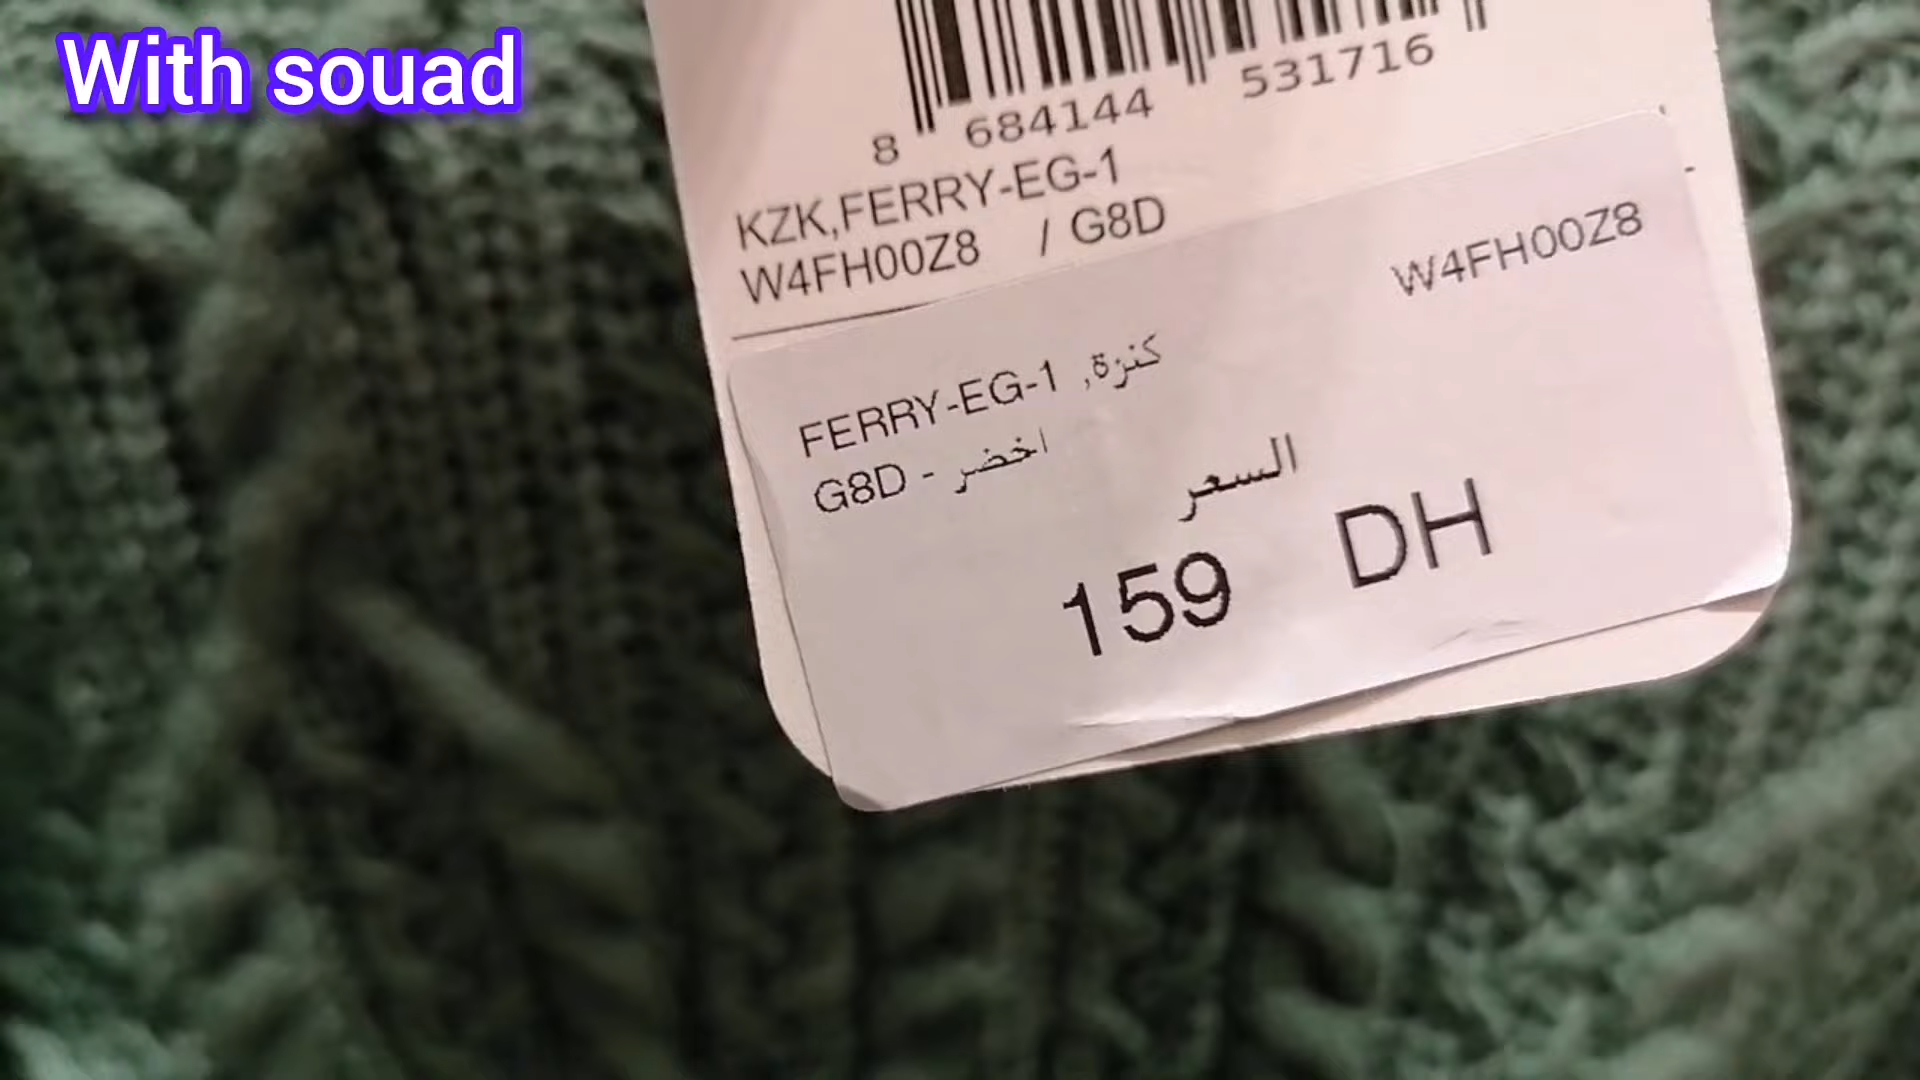 With souad
8 684144 531716
KZK,FERRY-EG-1
W4FH00Z8 / G8D
W4FH00Z8
FERRY-EG-1 ,كنزة
G8D - اخضر
السعر
159 DH